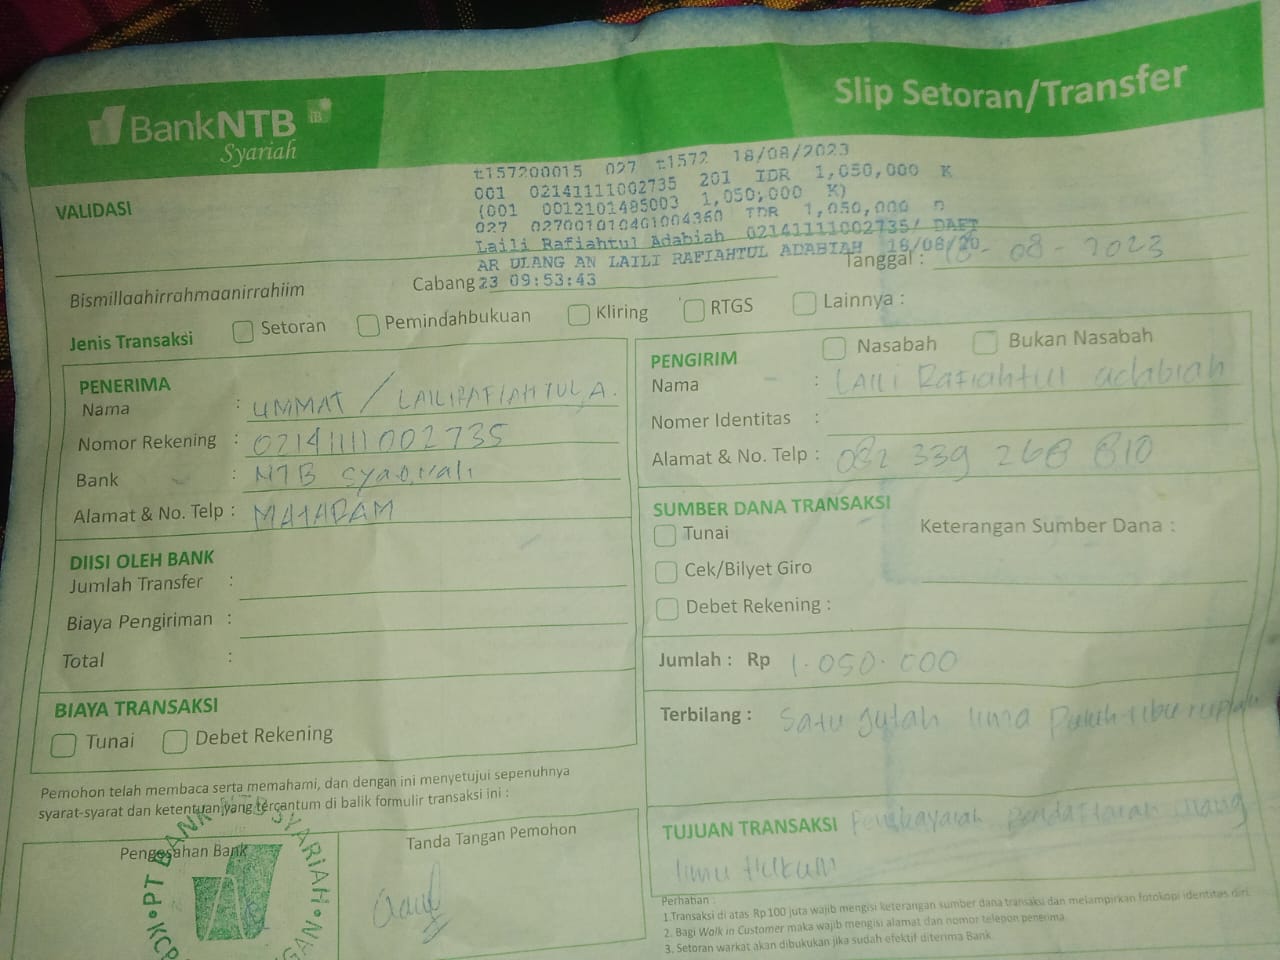 BankNTB
Syariah
Slip Setoran/Transfer
VALIDASI
t157200015 027 t1572 18/08/2023
001 02141111002735 201 IDR 1,050,000 K
(001 0012101485003 1,050,000 K)
027 027001010401004360 IDR 1,050,000 D
Laili Rafiahtul Adabiah 02141111002735/ DAFT
AR ULANG AN LAILI RAFIAHTUL ADABIAH 18/08/20
23 09:53:43
Bismillaahirrahmaanirrahiim
Cabang
Tanggal : 18-08-2023
Jenis Transaksi Setoran Pemindahbukuan Kliring RTGS Lainnya :
PENERIMA
Nama : UMMAT / LAILI RAFIAHTUL A.
Nomor Rekening : 02141111002735
Bank : NTB Syariah
Alamat & No. Telp : MATARAM
DIISI OLEH BANK
Jumlah Transfer :
Biaya Pengiriman :
Total :
BIAYA TRANSAKSI
Tunai Debet Rekening
Pemohon telah membaca serta memahami, dan dengan ini menyetujui sepenuhnya
syarat-syarat dan ketentuan yang tercantum di balik formulir transaksi ini :
Pengesahan Bank
PT BANK NTB SYARIAH
KCP
Tanda Tangan Pemohon
PENGIRIM Nasabah Bukan Nasabah
Nama : Laili Rafiahtul adabiah
Nomer Identitas :
Alamat & No. Telp : 082 339 268 810
SUMBER DANA TRANSAKSI
Tunai Keterangan Sumber Dana :
Cek/Bilyet Giro
Debet Rekening :
Jumlah : Rp 1.050.000
Terbilang : Satu jutah lima puluh ribu rupiah
TUJUAN TRANSAKSI Pembayarah pendaftaran ulang
ilmu Hukum
Perhatian :
1.Transaksi di atas Rp 100 juta wajib mengisi keterangan sumber dana transaksi dan melampirkan fotokopi identitas diri.
2. Bagi Walk in Customer maka wajib mengisi alamat dan nomor telepon penerima
3. Setoran warkat akan dibukukan jika sudah efektif diterima Bank